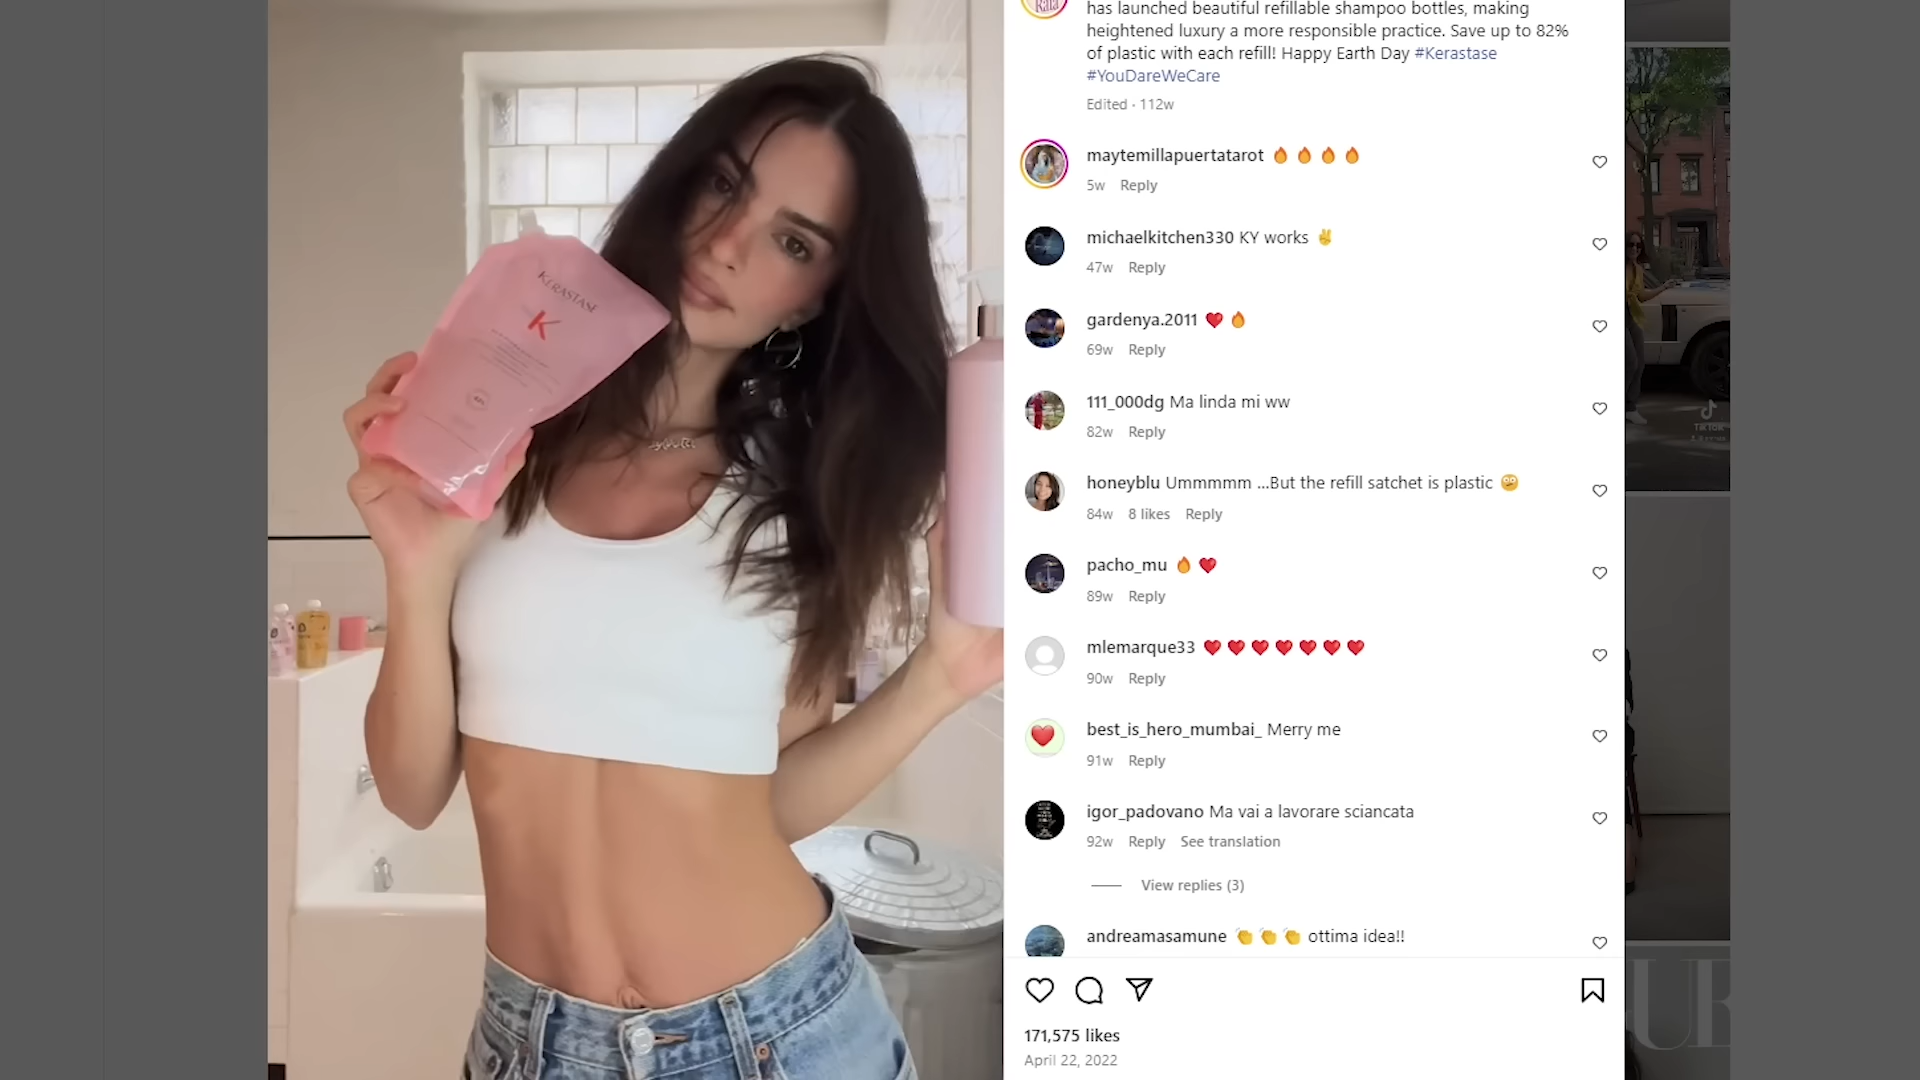 KERASTASE
K
has launched beautiful refillable shampoo bottles, making
heightened luxury a more responsible practice. Save up to 82%
of plastic with each refill! Happy Earth Day #Kerastase
#YouDareWeCare
Edited · 112w
maytemillapuertatarot 🔥🔥🔥🔥
5w Reply
michaelkitchen330 KY works ✌️
47w Reply
gardenya.2011 ❤️🔥
69w Reply
111_000dg Ma linda mi ww
82w Reply
honeyblu Ummmmm ...But the refill satchet is plastic 🫤
84w 8 likes Reply
pacho_mu 🔥❤️
89w Reply
mlemarque33 ❤️❤️❤️❤️❤️❤️❤️
90w Reply
best_is_hero_mumbai_ Merry me
91w Reply
igor_padovano Ma vai a lavorare sciancata
92w Reply See translation
View replies (3)
andreamasamune 👏👏👏 ottima idea!!
171,575 likes
April 22, 2022
TikTok